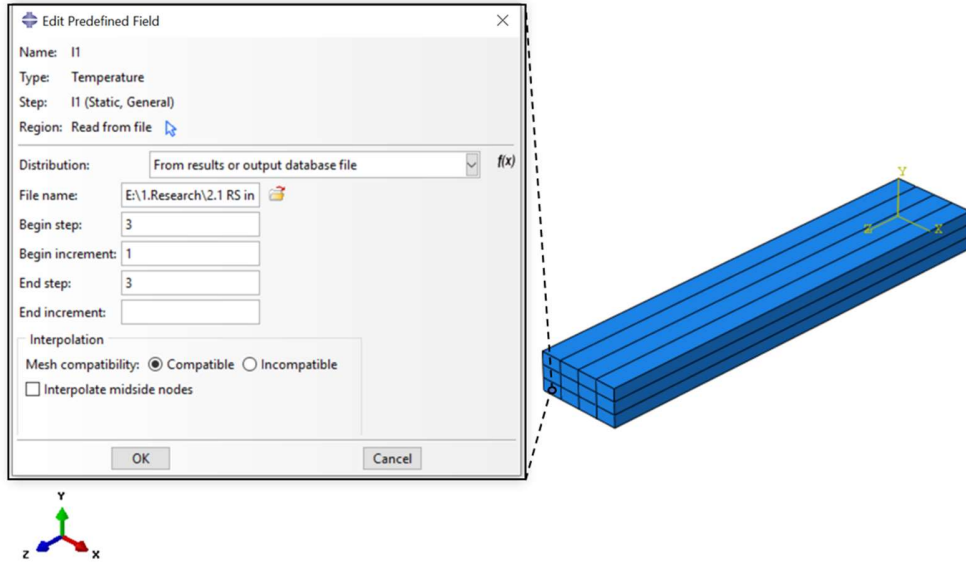 Edit Predefined Field
Name: I1
Type: Temperature
Step: I1 (Static, General)
Region: Read from file
Distribution: From results or output database file f(x)
File name: E:\1.Research\2.1 RS in
Begin step: 3
Begin increment: 1
End step: 3
End increment:
Interpolation
Mesh compatibility: Compatible Incompatible
Interpolate midside nodes
OK Cancel
Y
Z X
Y
Z X